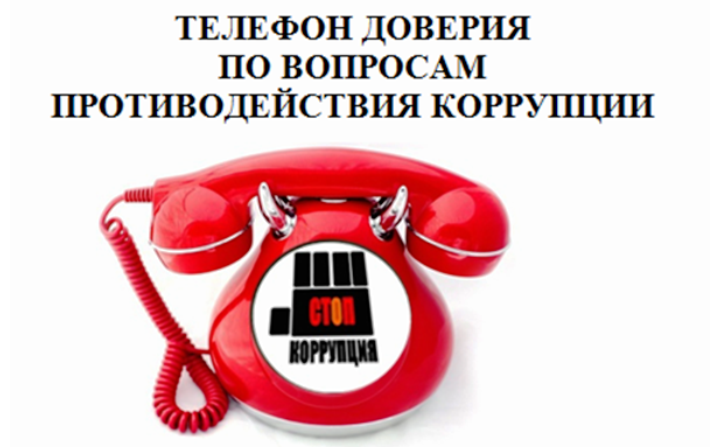 ТЕЛЕФОН ДОВЕРИЯ
ПО ВОПРОСАМ
ПРОТИВОДЕЙСТВИЯ КОРРУПЦИИ
СТОП
КОРРУПЦИЯ